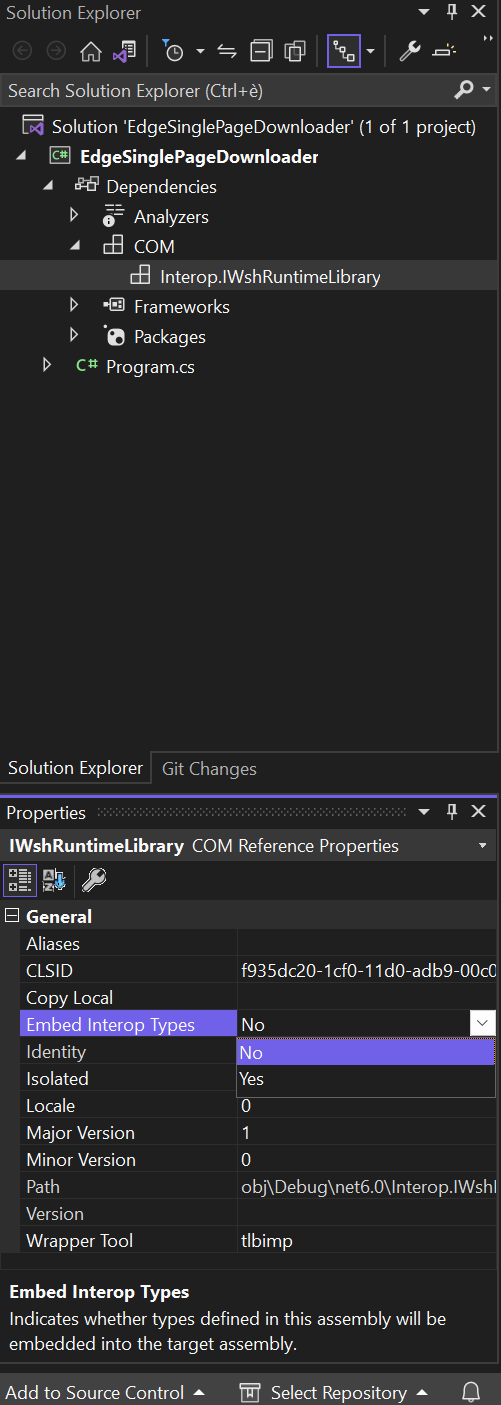 Solution Explorer
Search Solution Explorer (Ctrl+è)
Solution 'EdgeSinglePageDownloader' (1 of 1 project)
C# EdgeSinglePageDownloader
Dependencies
Analyzers
COM
Interop.IWshRuntimeLibrary
Frameworks
Packages
C# Program.cs
Solution Explorer Git Changes
Properties
IWshRuntimeLibrary COM Reference Properties
General
Aliases
CLSID f935dc20-1cf0-11d0-adb9-00c0
Copy Local
Embed Interop Types No
Identity No
Isolated Yes
Locale 0
Major Version 1
Minor Version 0
Path obj\Debug\net6.0\Interop.IWshI
Version
Wrapper Tool tlbimp
Embed Interop Types
Indicates whether types defined in this assembly will be
embedded into the target assembly.
Add to Source Control Select Repository